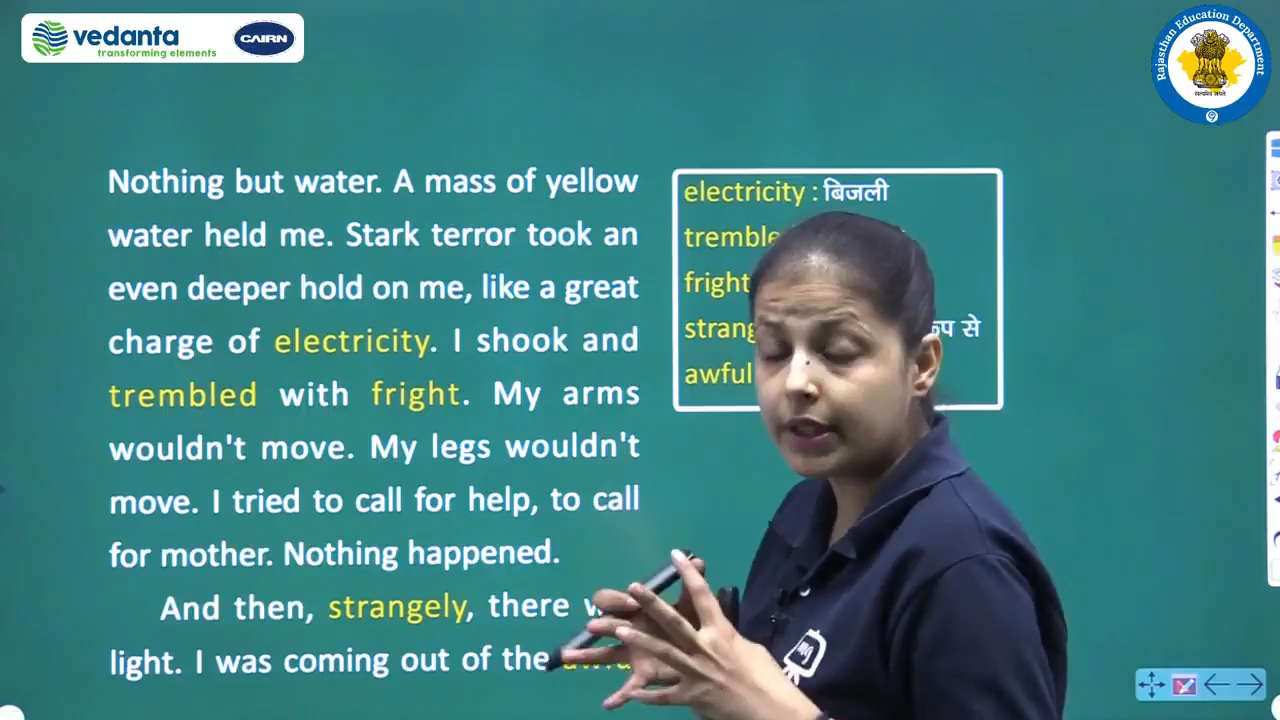 vedanta
transforming elements
CAIRN
Rajasthan Education Department
सत्यमेव जयते
Nothing but water. A mass of yellow
water held me. Stark terror took an
even deeper hold on me, like a great
charge of electricity. I shook and
trembled with fright. My arms
wouldn't move. My legs wouldn't
move. I tried to call for help, to call
for mother. Nothing happened.
And then, strangely, there
light. I was coming out of the
electricity : बिजली
fright
से
awful